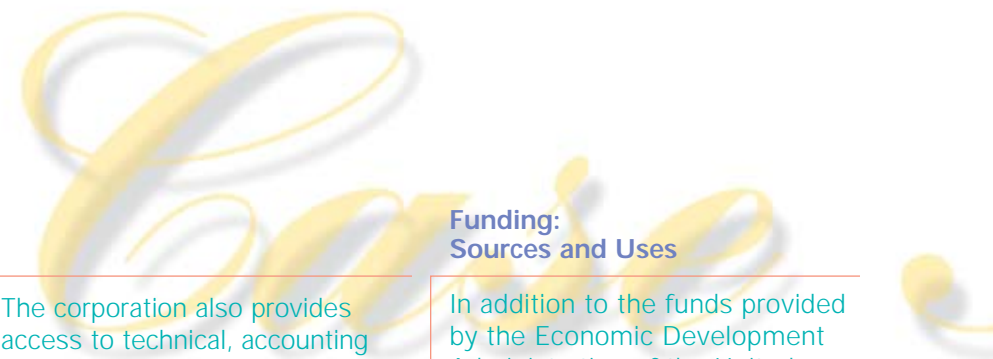 Case
The corporation also provides
access to technical, accounting
Funding:
Sources and Uses
In addition to the funds provided
by the Economic Development